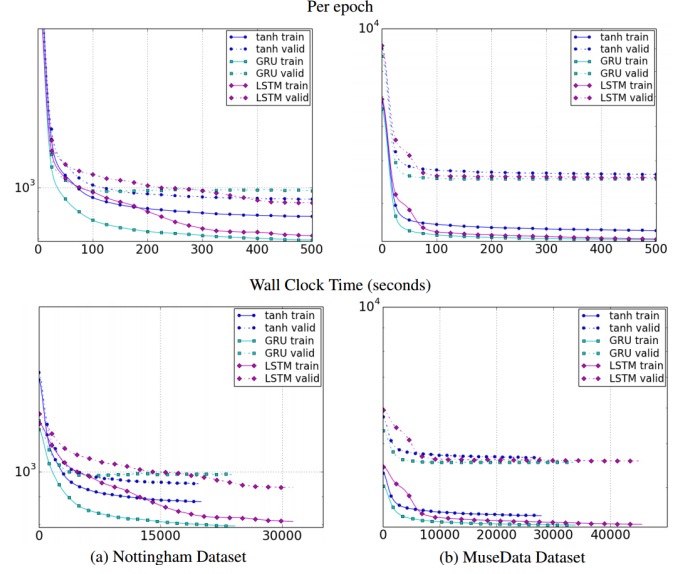 Per epoch
10^3
tanh train
tanh valid
GRU train
GRU valid
LSTM train
LSTM valid
0 100 200 300 400 500
10^4
tanh train
tanh valid
GRU train
GRU valid
LSTM train
LSTM valid
0 100 200 300 400 500
Wall Clock Time (seconds)
10^3
tanh train
tanh valid
GRU train
GRU valid
LSTM train
LSTM valid
0 15000 30000
(a) Nottingham Dataset
10^4
tanh train
tanh valid
GRU train
GRU valid
LSTM train
LSTM valid
0 10000 20000 30000 40000
(b) MuseData Dataset